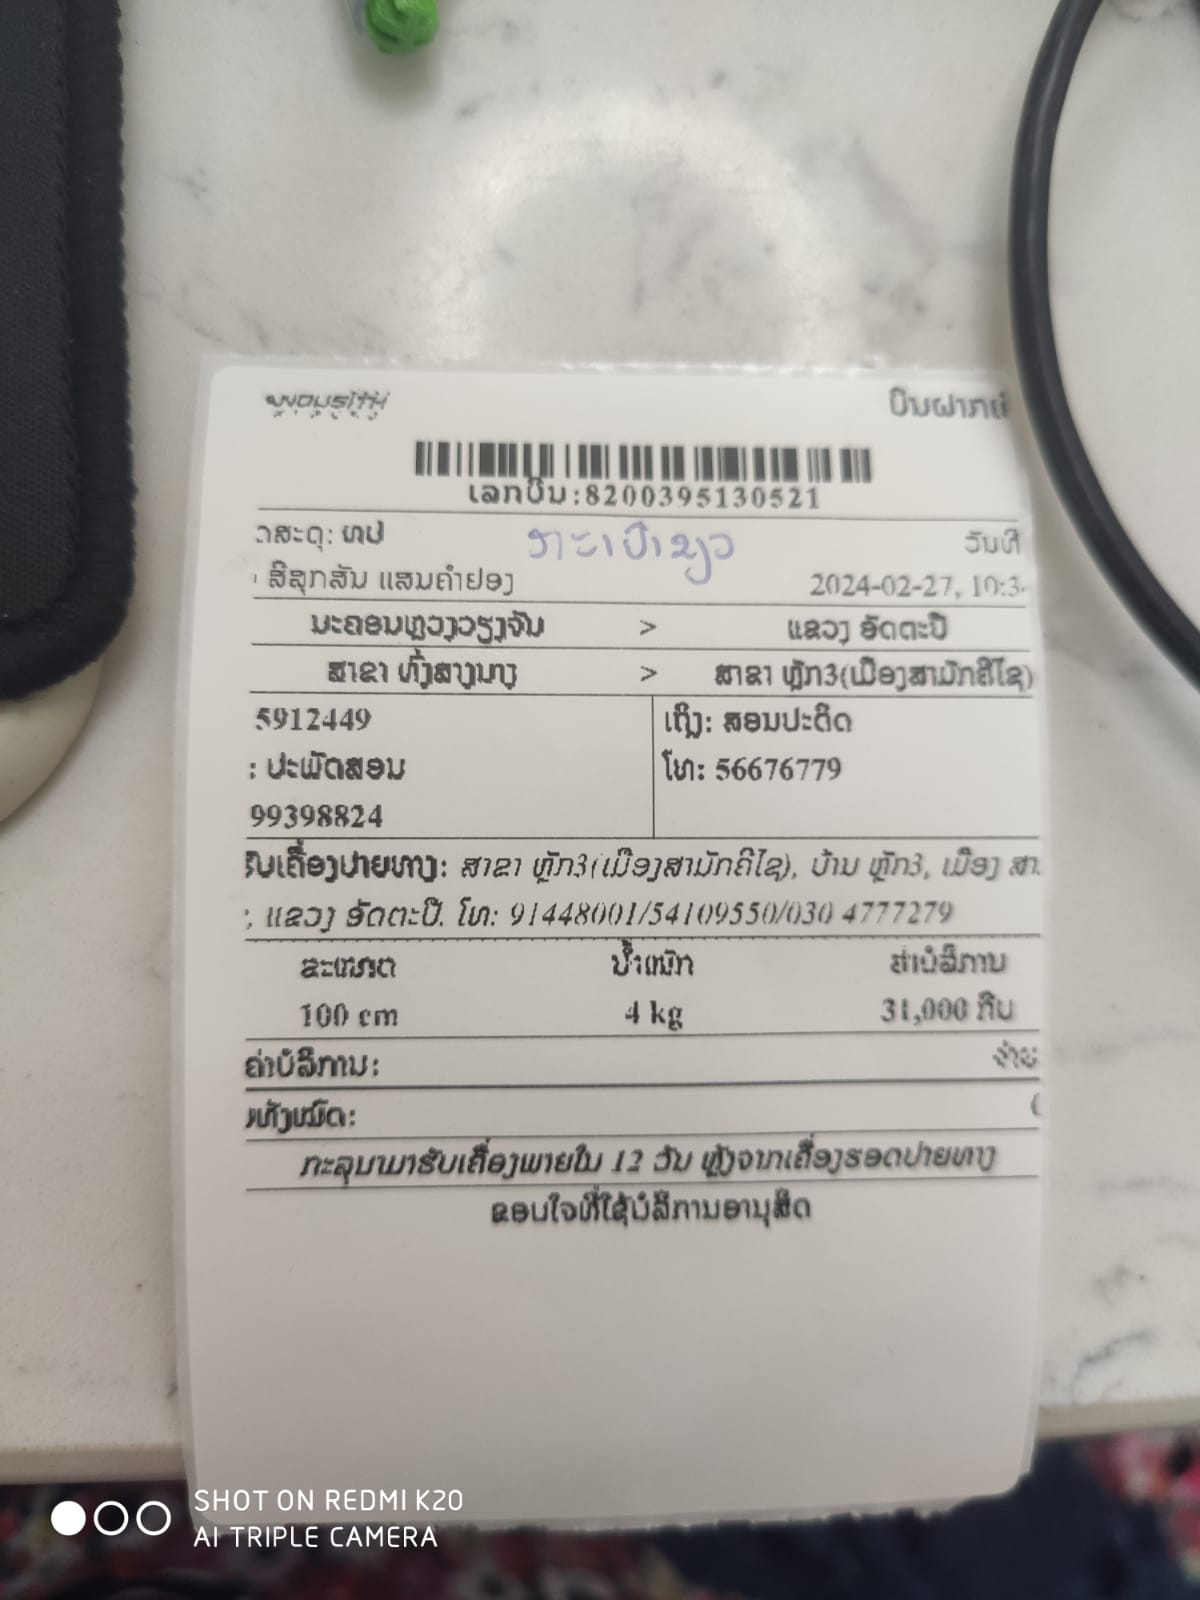 ANOUSITH
ບິນຝາກຕໍ່
ເລກບິນ:8200395130521
ວັດສະດຸ: ທປ
ກະເປົາຂຽວ
ວັນທີ
ສີສຸກສັນ ແສນຄຳຢອງ
2024-02-27, 10:3
ນະຄອນຫຼວງວຽງຈັນ > ແຂວງ ອັດຕະປື
ສາຂາ ທົ່ງສາງນາງ > ສາຂາ ຫຼັກ3(ເມືອງສາມັກຄີໄຊ)
5912449
: ປະພັດສອນ
99398824
ເຖິງ: ສອນປະດິດ
ໂທ: 56676779
ຮັບເຄື່ອງປາຍທາງ: ສາຂາ ຫຼັກ3(ເມືອງສາມັກຄີໄຊ), ບ້ານ ຫຼັກ3, ເມືອງ ສາ
, ແຂວງ ອັດຕະປື. ໂທ: 91448001/54109550/030 4777279
ຂະໜາດ ນ້ຳໜັກ ຄ່າບໍລິການ
100 cm 4 kg 31,000 ກີບ
ຄ່າບໍລິການ:
ທັງໝົດ:
ກະລຸນາມາຮັບເຄື່ອງພາຍໃນ 12 ວັນ ຫຼັງຈາກເຄື່ອງຮອດປາຍທາງ
ຂອບໃຈທີ່ໃຊ້ບໍລິການອານຸສິດ
SHOT ON REDMI K20
AI TRIPLE CAMERA